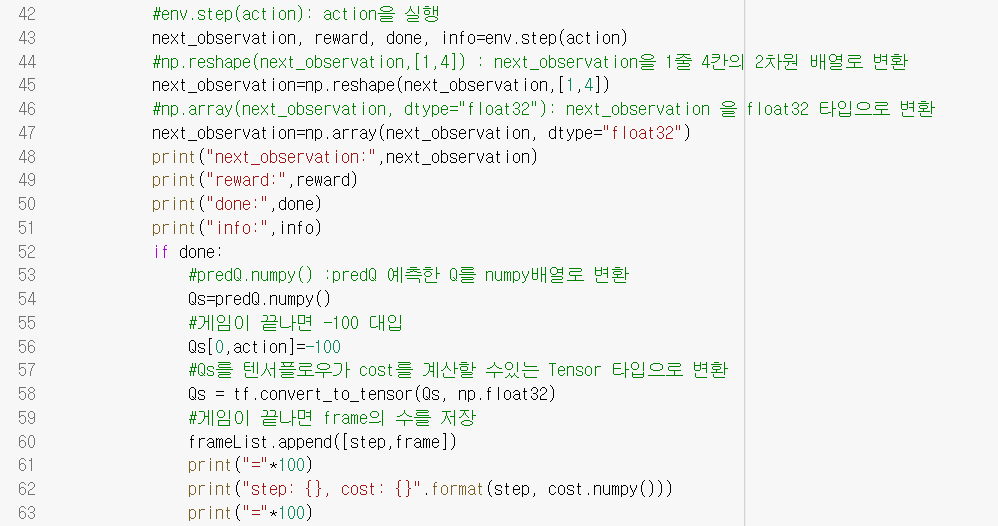 42 #env.step(action): action을 실행
43 next_observation, reward, done, info=env.step(action)
44 #np.reshape(next_observation,[1,4]) : next_observation을 1줄 4칸의 2차원 배열로 변환
45 next_observation=np.reshape(next_observation,[1,4])
46 #np.array(next_observation, dtype="float32"): next_observation 을 float32 타입으로 변환
47 next_observation=np.array(next_observation, dtype="float32")
48 print("next_observation:",next_observation)
49 print("reward:",reward)
50 print("done:",done)
51 print("info:",info)
52 if done:
53 #predQ.numpy() :predQ 예측한 Q를 numpy배열로 변환
54 Qs=predQ.numpy()
55 #게임이 끝나면 -100 대입
56 Qs[0,action]=-100
57 #Qs를 텐서플로우가 cost를 계산할 수있는 Tensor 타입으로 변환
58 Qs = tf.convert_to_tensor(Qs, np.float32)
59 #게임이 끝나면 frame의 수를 저장
60 frameList.append([step,frame])
61 print("="*100)
62 print("step: {}, cost: {}".format(step, cost.numpy()))
63 print("="*100)